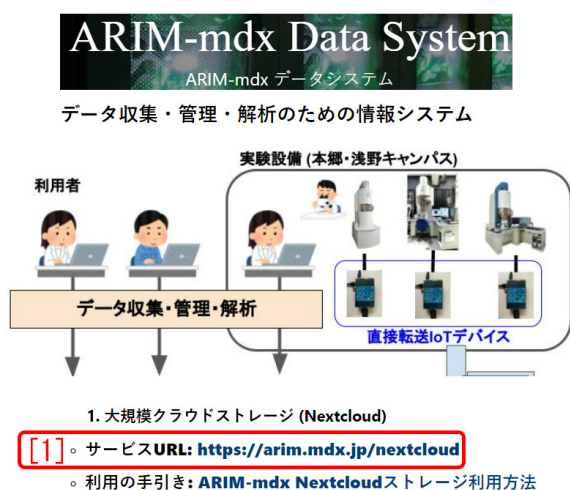 ARIM-mdx Data System
ARIM-mdx データシステム
データ収集・管理・解析のための情報システム
実験設備 (本郷・浅野キャンパス)
利用者
データ収集・管理・解析
直接転送IoTデバイス
1. 大規模クラウドストレージ (Nextcloud)
[1] ◦ サービスURL: https://arim.mdx.jp/nextcloud
◦ 利用の手引き: ARIM-mdx Nextcloudストレージ利用方法